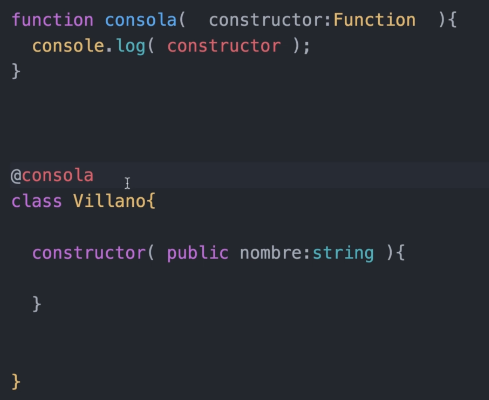 function consola(  constructor:Function  ){
  console.log( constructor );
}
@consola
class Villano{
  constructor( public nombre:string ){
  }
}